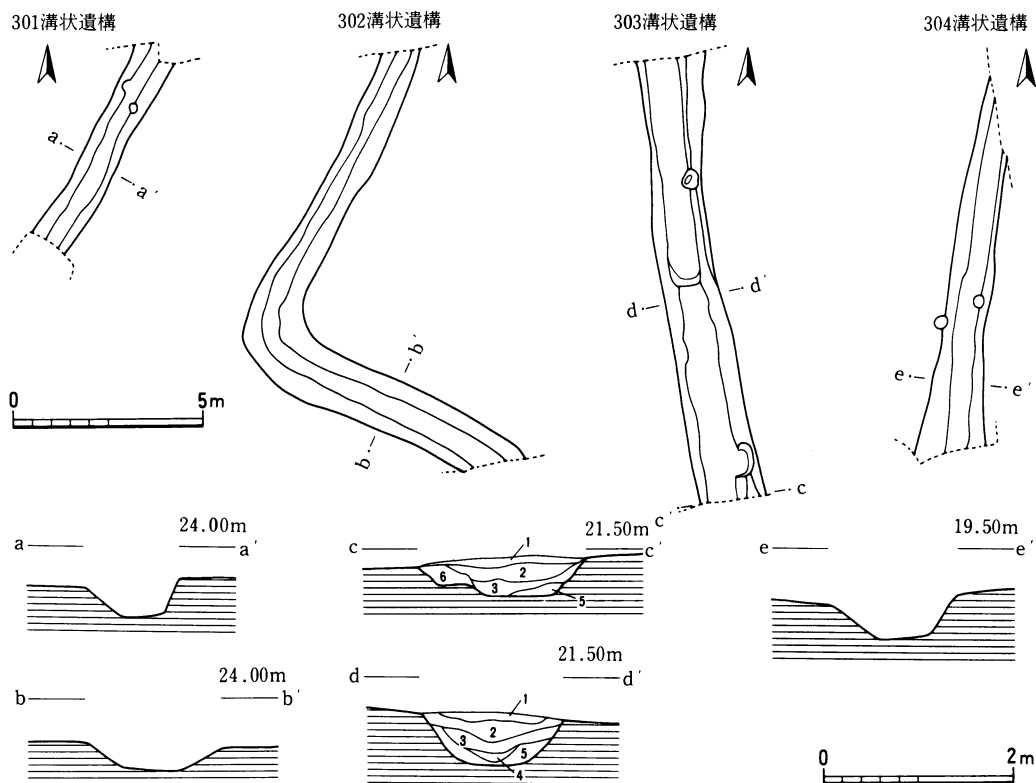 301溝状遺構
302溝状遺構
303溝状遺構
304溝状遺構
a
a'
b'
b
d
d'
c
c'
e
e'
0 5m
a 24.00m a'
c 21.50m c'
1
2
3
5
6
e 19.50m e'
b 24.00m b'
d 21.50m d'
1
2
3
5
4
0 2m